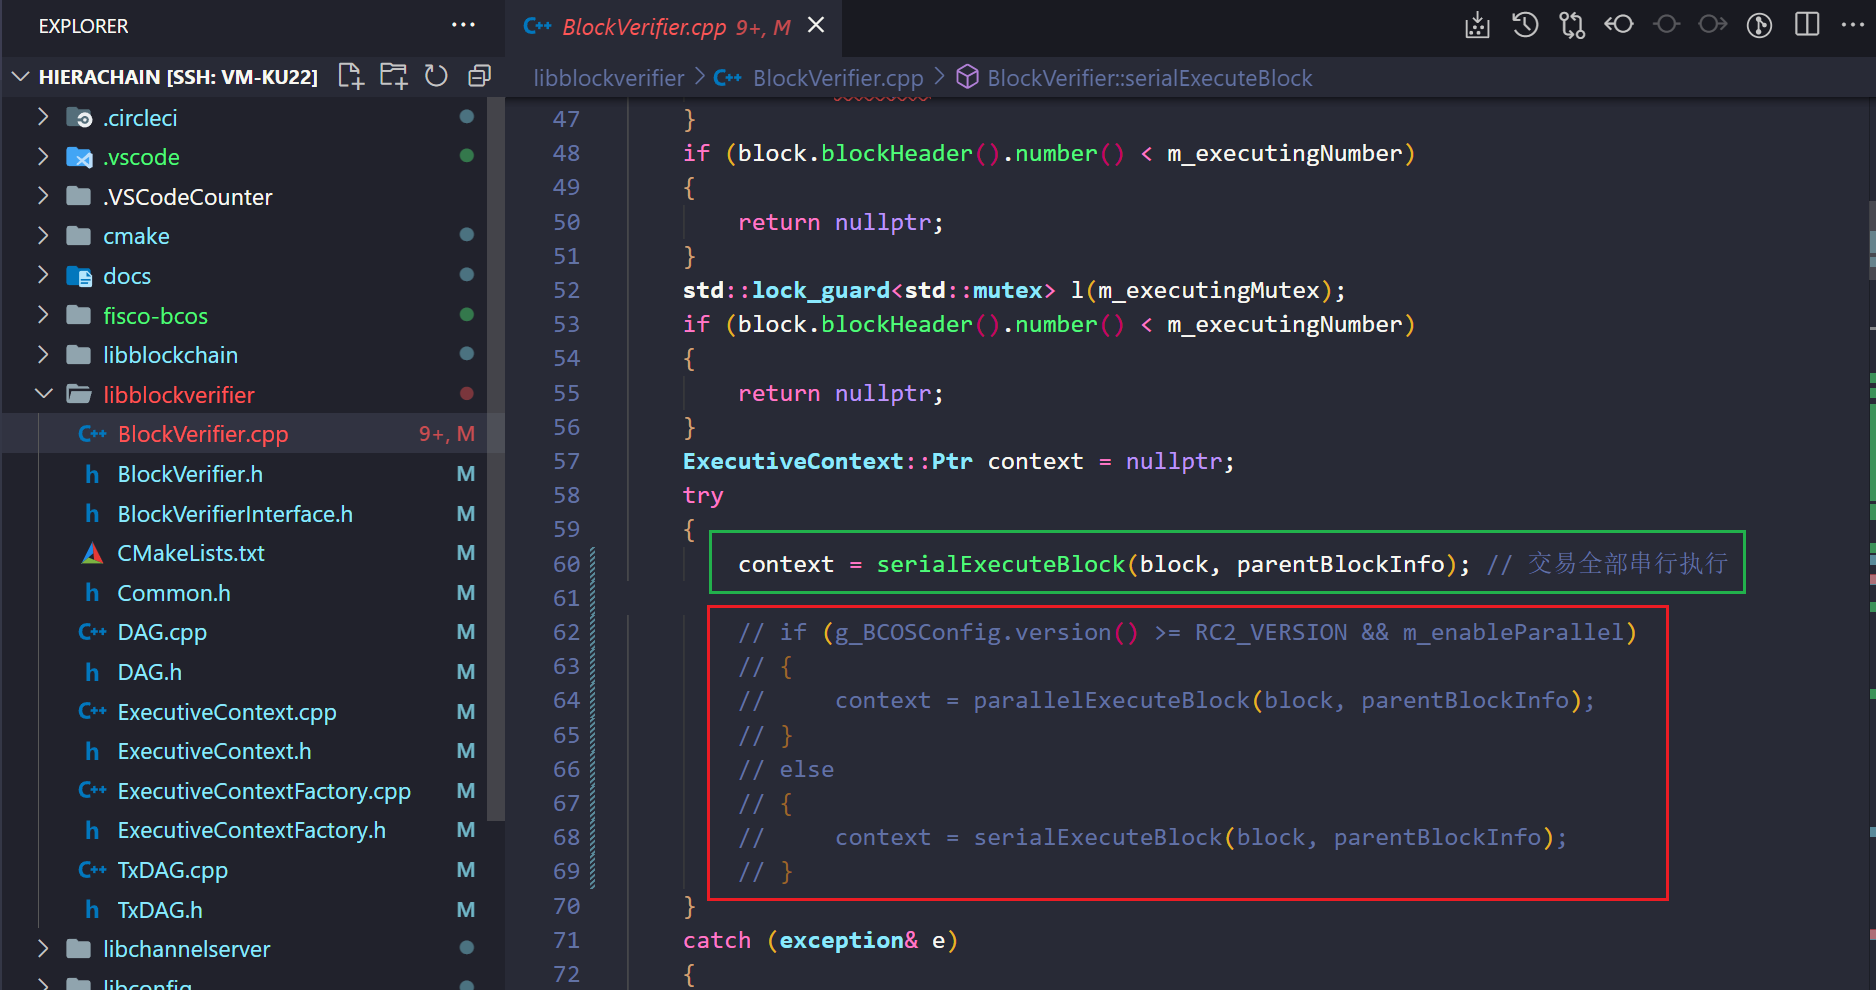 EXPLORER
HIERACHAIN [SSH: VM-KU22]
.circleci
.vscode
.VSCodeCounter
cmake
docs
fisco-bcos
libblockchain
libblockverifier
C++ BlockVerifier.cpp 9+, M
h BlockVerifier.h M
h BlockVerifierInterface.h M
CMakeLists.txt M
h Common.h M
C++ DAG.cpp M
h DAG.h M
C++ ExecutiveContext.cpp M
h ExecutiveContext.h M
C++ ExecutiveContextFactory.cpp M
h ExecutiveContextFactory.h M
C++ TxDAG.cpp M
h TxDAG.h M
libchannelserver
libconfig
C++ BlockVerifier.cpp 9+, M
libblockverifier > C++ BlockVerifier.cpp > BlockVerifier::serialExecuteBlock
47 }
48 if (block.blockHeader().number() < m_executingNumber)
49 {
50 return nullptr;
51 }
52 std::lock_guard<std::mutex> l(m_executingMutex);
53 if (block.blockHeader().number() < m_executingNumber)
54 {
55 return nullptr;
56 }
57 ExecutiveContext::Ptr context = nullptr;
58 try
59 {
60 context = serialExecuteBlock(block, parentBlockInfo); // 交易全部串行执行
61
62 // if (g_BCOSConfig.version() >= RC2_VERSION && m_enableParallel)
63 // {
64 // context = parallelExecuteBlock(block, parentBlockInfo);
65 // }
66 // else
67 // {
68 // context = serialExecuteBlock(block, parentBlockInfo);
69 // }
70 }
71 catch (exception& e)
72 {